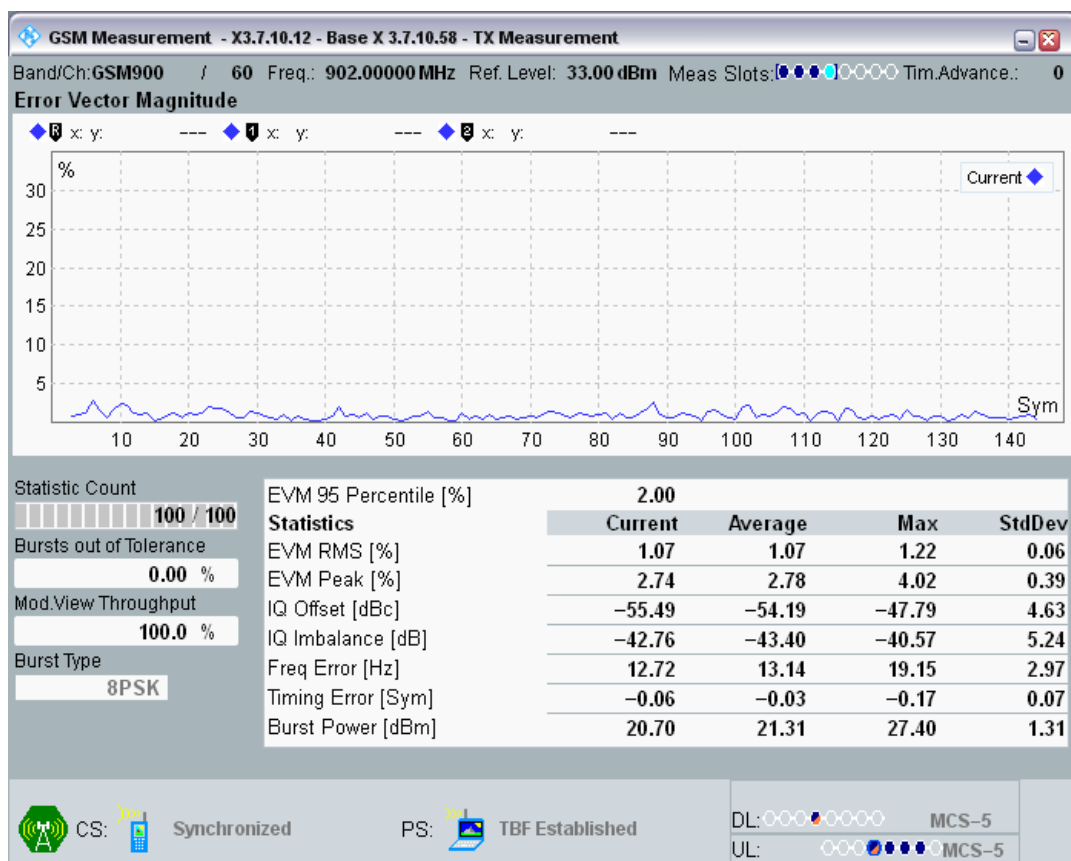 GSM Measurement - X3.7.10.12 - Base X 3.7.10.58 - TX Measurement
Band/Ch:GSM900 / 60 Freq.: 902.00000 MHz Ref. Level: 33.00 dBm Meas Slots: Tim.Advance.: 0
Error Vector Magnitude
R x: y: --- 1 x: y: --- 2 x: y: ---
%
Current
30
25
20
15
10
5
Sym
10 20 30 40 50 60 70 80 90 100 110 120 130 140
Statistic Count
100 / 100
Bursts out of Tolerance
0.00 %
Mod.View Throughput
100.0 %
Burst Type
8PSK
EVM 95 Percentile [%] 2.00
Statistics Current Average Max StdDev
EVM RMS [%] 1.07 1.07 1.22 0.06
EVM Peak [%] 2.74 2.78 4.02 0.39
IQ Offset [dBc] −55.49 −54.19 −47.79 4.63
IQ Imbalance [dB] −42.76 −43.40 −40.57 5.24
Freq Error [Hz] 12.72 13.14 19.15 2.97
Timing Error [Sym] −0.06 −0.03 −0.17 0.07
Burst Power [dBm] 20.70 21.31 27.40 1.31
CS: Synchronized PS: TBF Established
DL: MCS−5
UL: MCS−5